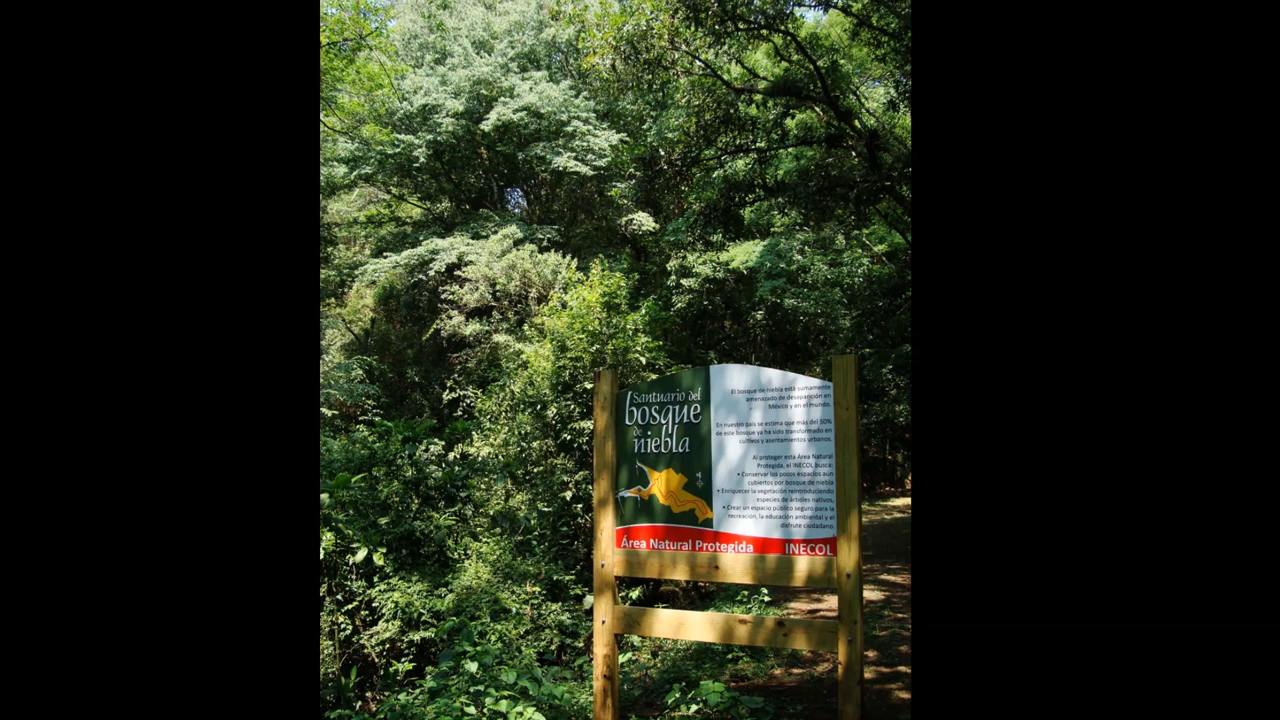 Santuario del
bosque
de
niebla
El bosque de niebla está sumamente
amenazado de desaparición en
México y en el mundo.
En nuestro país se estima que más del 50%
de este bosque ya ha sido transformado en
cultivos y asentamientos urbanos.
Al proteger esta Área Natural
Protegida, el INECOL busca:
• Conservar los pocos espacios aún
cubiertos por bosque de niebla
• Enriquecer la vegetación reintroduciendo
especies de árboles nativos,
• Crear un espacio público seguro para la
recreación, la educación ambiental y el
disfrute ciudadano.
Área Natural Protegida
INECOL